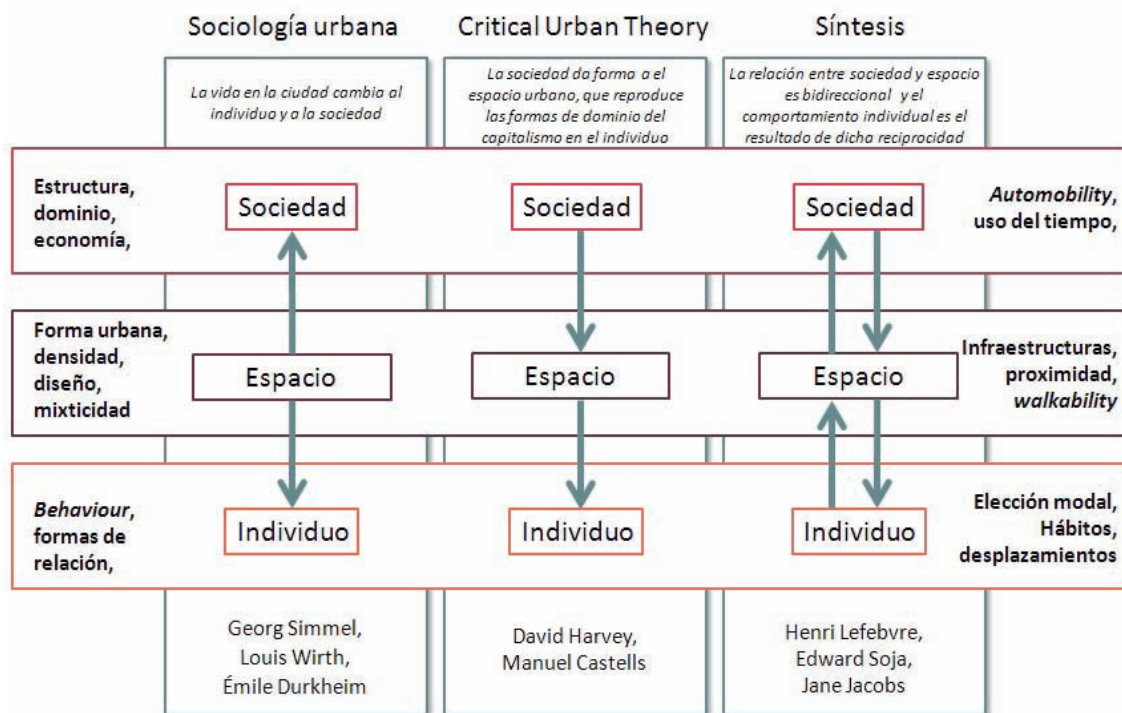 Sociología urbana
Critical Urban Theory
Síntesis
La vida en la ciudad cambia al
individuo y a la sociedad
La sociedad da forma a el
espacio urbano, que reproduce
las formas de dominio del
capitalismo en el individuo
La relación entre sociedad y espacio
es bidireccional y el
comportamiento individual es el
resultado de dicha reciprocidad
Estructura,
dominio,
economía,
Sociedad
Sociedad
Sociedad
Automobility,
uso del tiempo,
Forma urbana,
densidad,
diseño,
mixticidad
Espacio
Espacio
Espacio
Infraestructuras,
proximidad,
walkability
Behaviour,
formas de
relación,
Individuo
Individuo
Individuo
Elección modal,
Hábitos,
desplazamientos
Georg Simmel,
Louis Wirth,
Émile Durkheim
David Harvey,
Manuel Castells
Henri Lefebvre,
Edward Soja,
Jane Jacobs